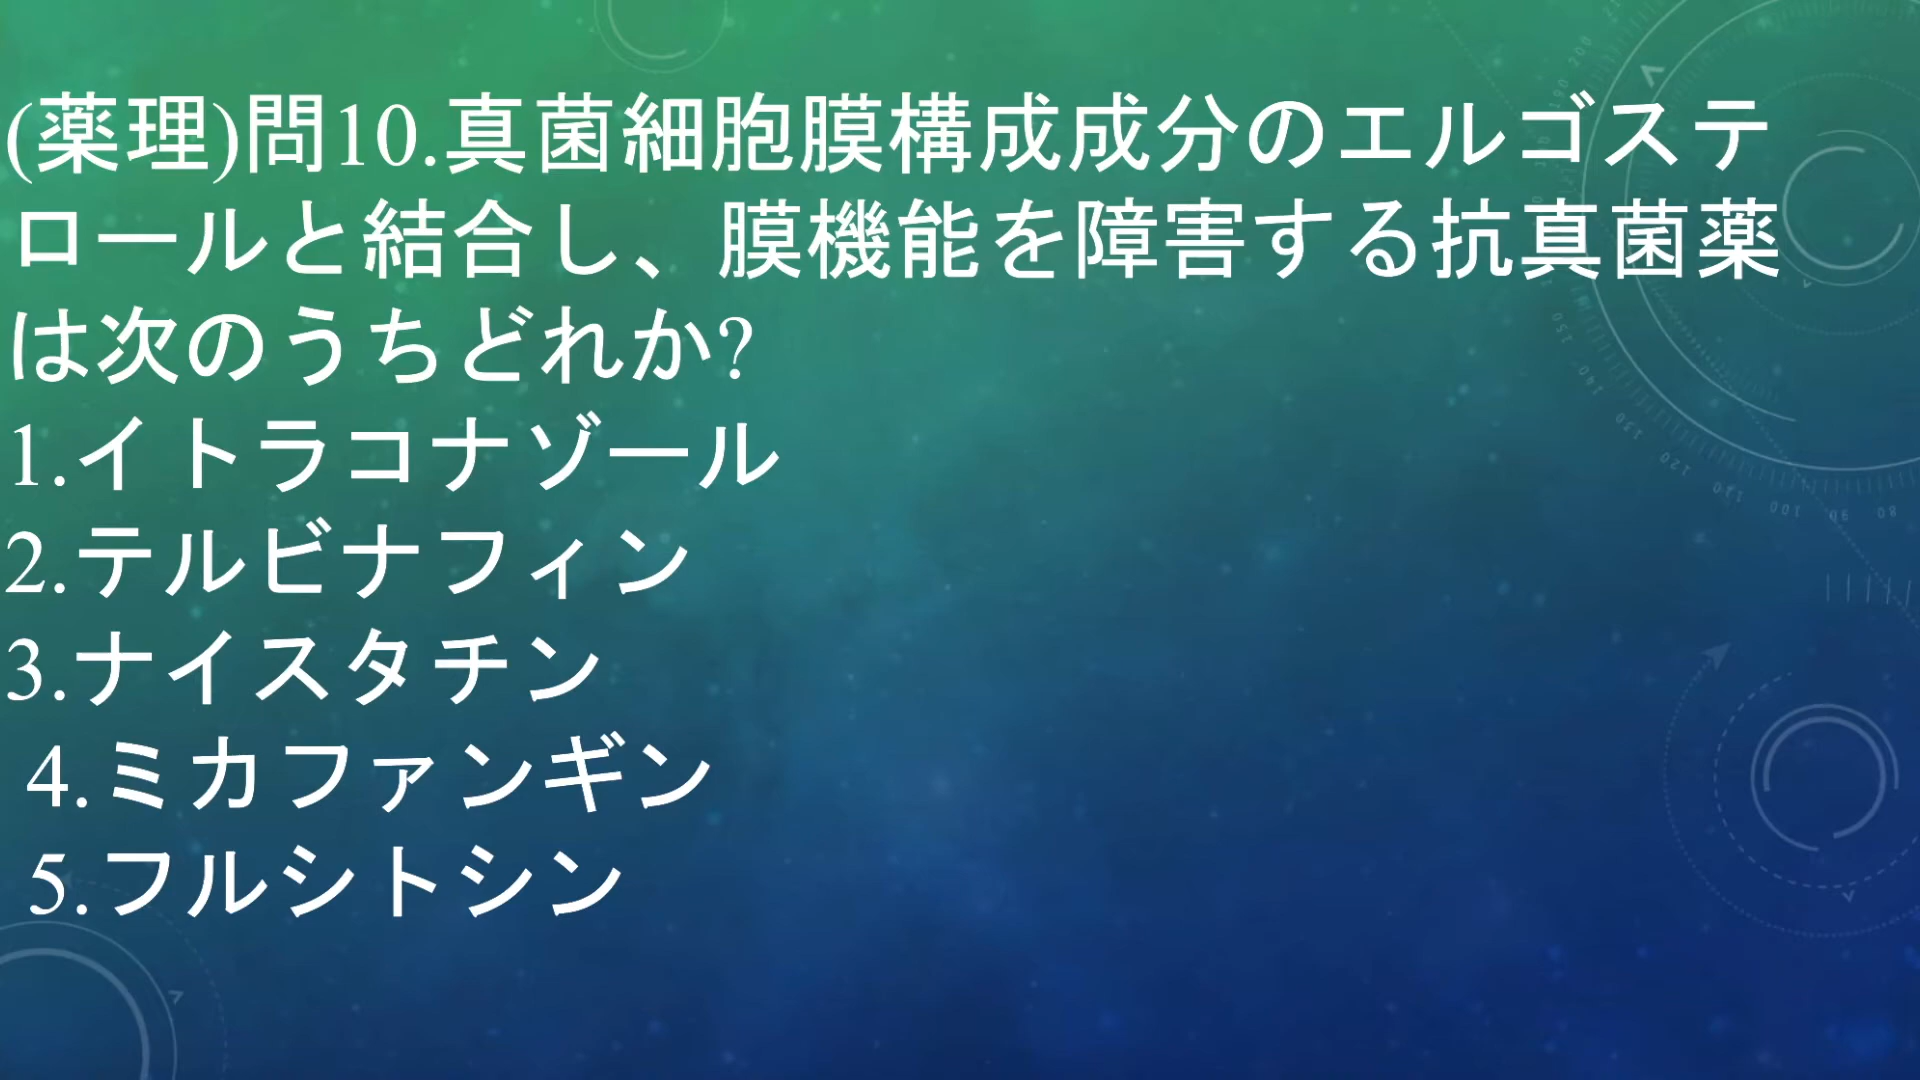 (薬理)問10.真菌細胞膜構成成分のエルゴステ
ロールと結合し、膜機能を障害する抗真菌薬
は次のうちどれか?
1.イトラコナゾール
2.テルビナフィン
3.ナイスタチン
4.ミカファンギン
5.フルシトシン